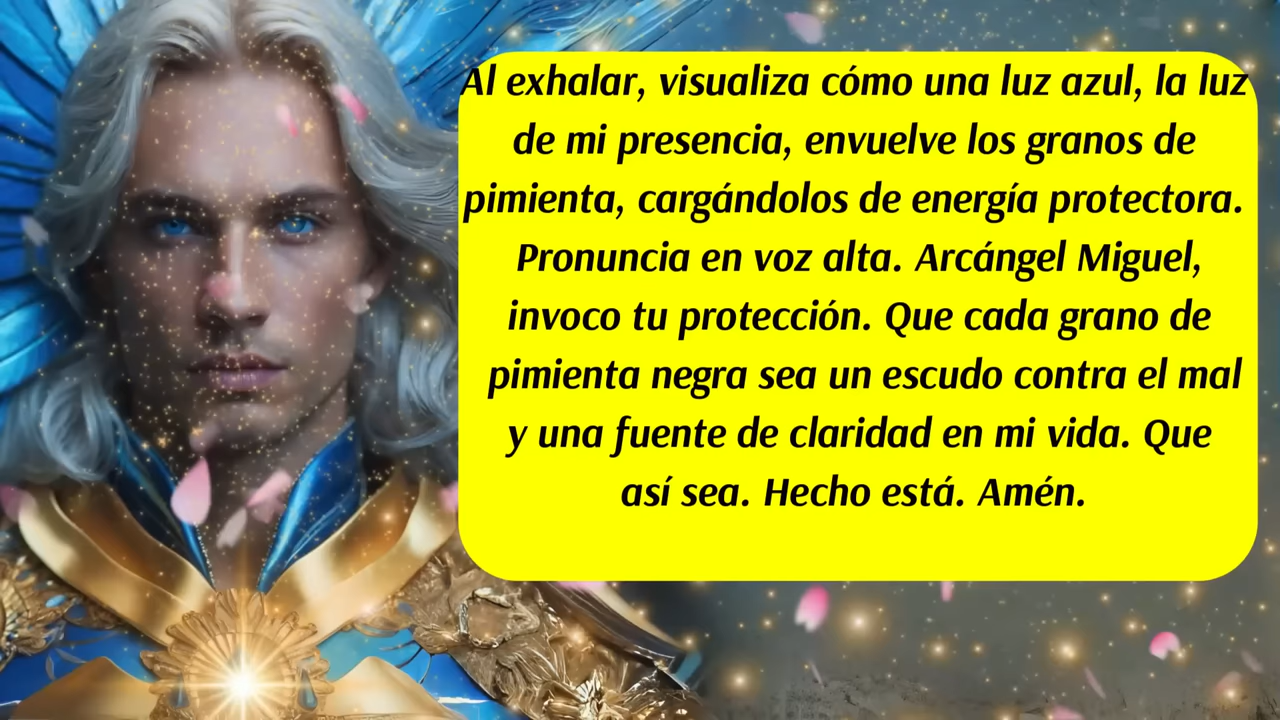 Al exhalar, visualiza cómo una luz azul, la luz
de mi presencia, envuelve los granos de
pimienta, cargándolos de energía protectora.
Pronuncia en voz alta. Arcángel Miguel,
invoco tu protección. Que cada grano de
pimienta negra sea un escudo contra el mal
y una fuente de claridad en mi vida. Que
así sea. Hecho está. Amén.